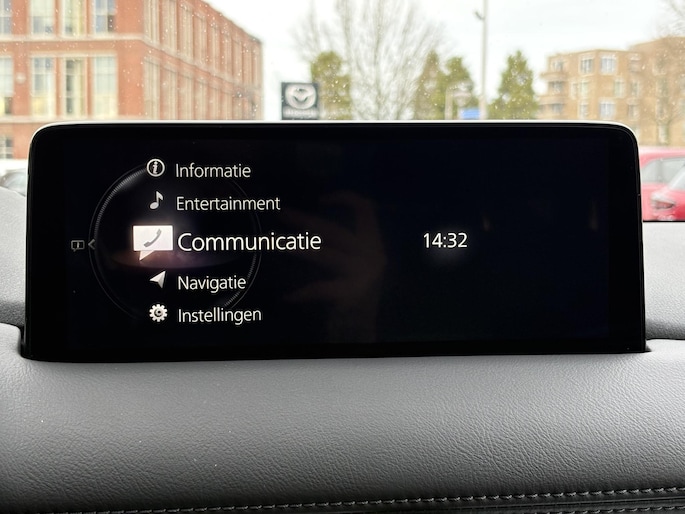 Informatie
Entertainment
Communicatie
14:32
Navigatie
Instellingen